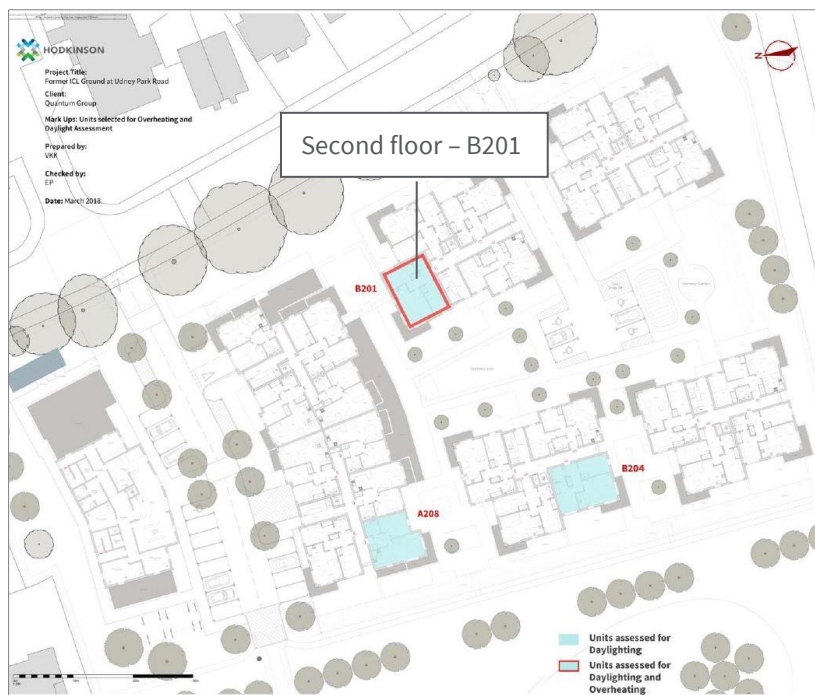 HODKINSON
Project Title:
Former ICL Ground at Udney Park Road
Client:
Quantum Group
Mark Ups: Units selected for Overheating and
Daylight Assessment
Prepared by:
VKK
Checked by:
EP
Date: March 2018
N
Second floor – B201
B201
B204
A208
Units assessed for
Daylighting
Units assessed for
Daylighting and
Overheating